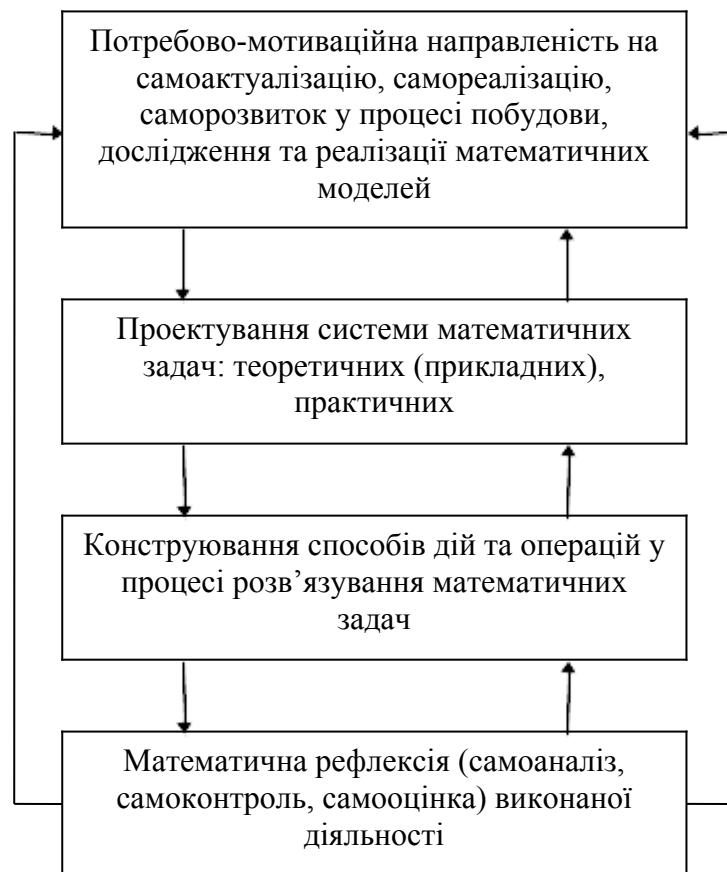 Потребово-мотиваційна направленість на
самоактуалізацію, самореалізацію,
саморозвиток у процесі побудови,
дослідження та реалізації математичних
моделей
Проектування системи математичних
задач: теоретичних (прикладних),
практичних
Конструювання способів дій та операцій у
процесі розв’язування математичних
задач
Математична рефлексія (самоаналіз,
самоконтроль, самооцінка) виконаної
діяльності